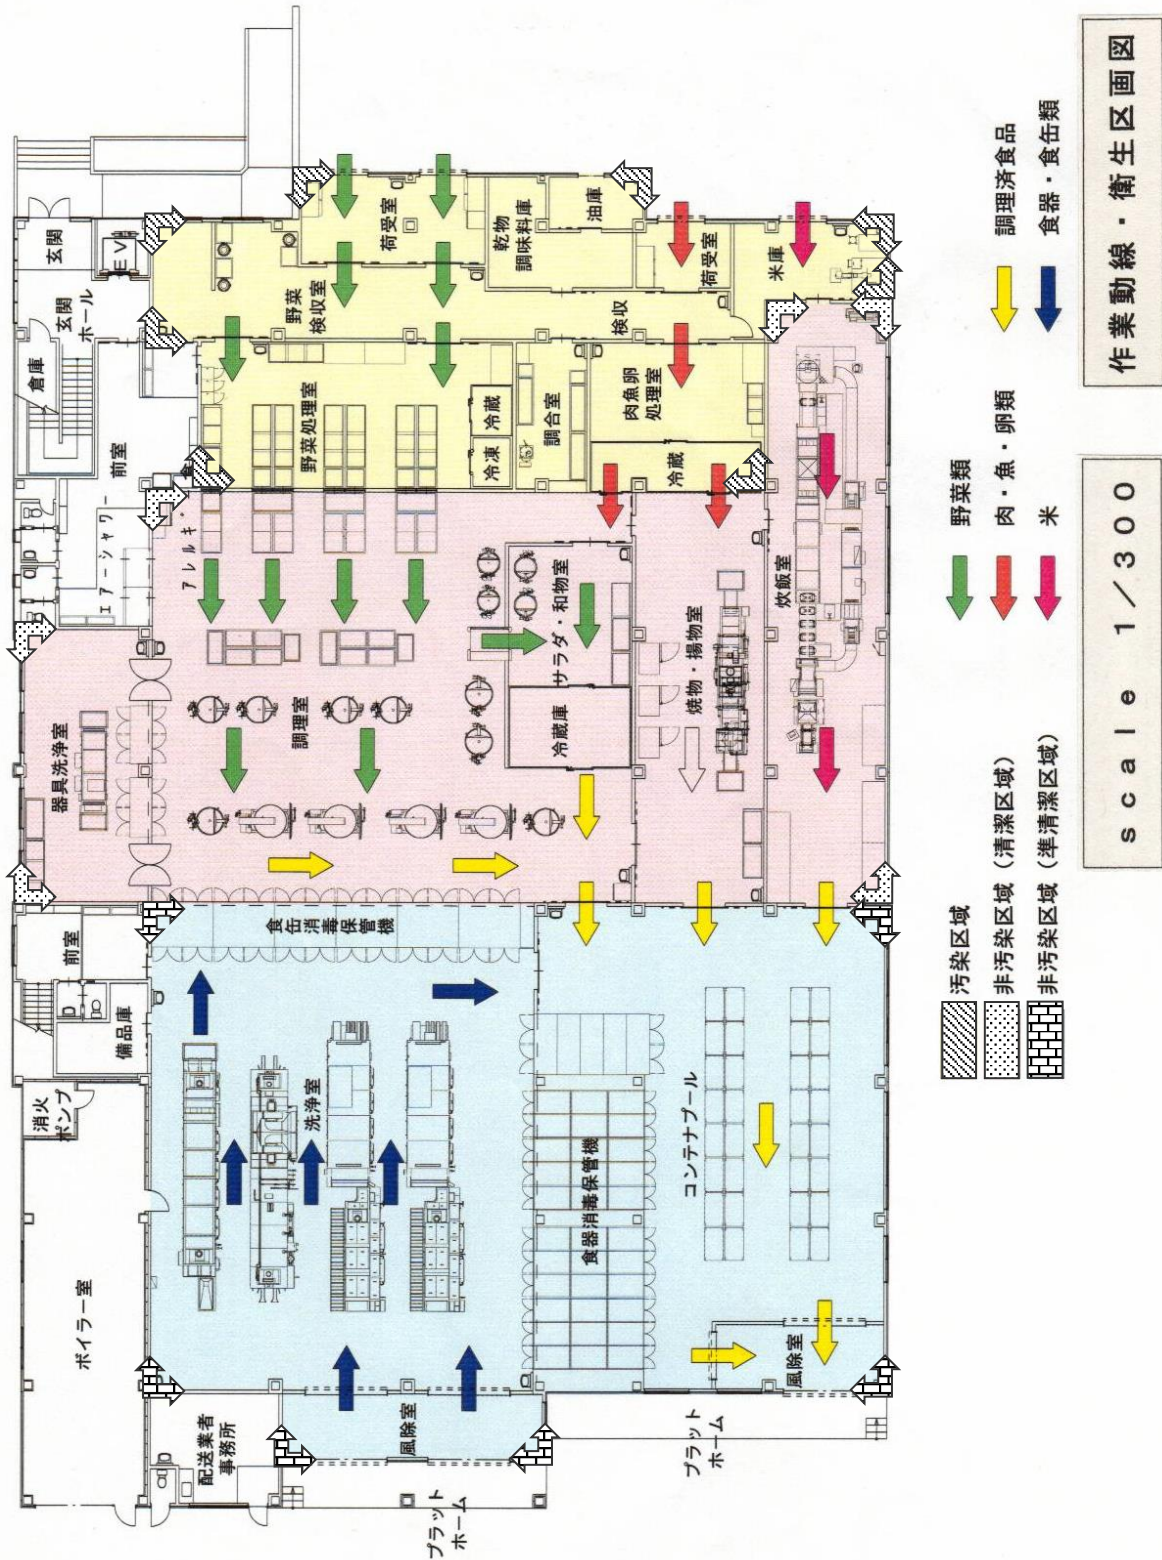 作業動線・衛生区画図
scale 1/300
野菜類
肉・魚・卵類
米
調理済食品
食器・食缶類
汚染区域
非汚染区域（清潔区域）
非汚染区域（準清潔区域）
玄関
EV
玄関
ホール
倉庫
前室
エアーシャワー
食
アレルギ
荷受室
野菜
検収室
乾物
調味料庫
油庫
荷受室
米庫
検収
野菜処理室
冷凍
冷蔵
調合室
肉魚卵
処理室
冷蔵
器具洗浄室
調理室
サラダ・和物室
冷蔵庫
焼物・揚物室
炊飯室
前室
備品庫
消火
ポンプ
ボイラー室
食缶消毒保管機
洗浄室
食器消毒保管機
コンテナプール
風除室
風除室
配送業者
事務所
プラット
ホーム
プラット
ホーム